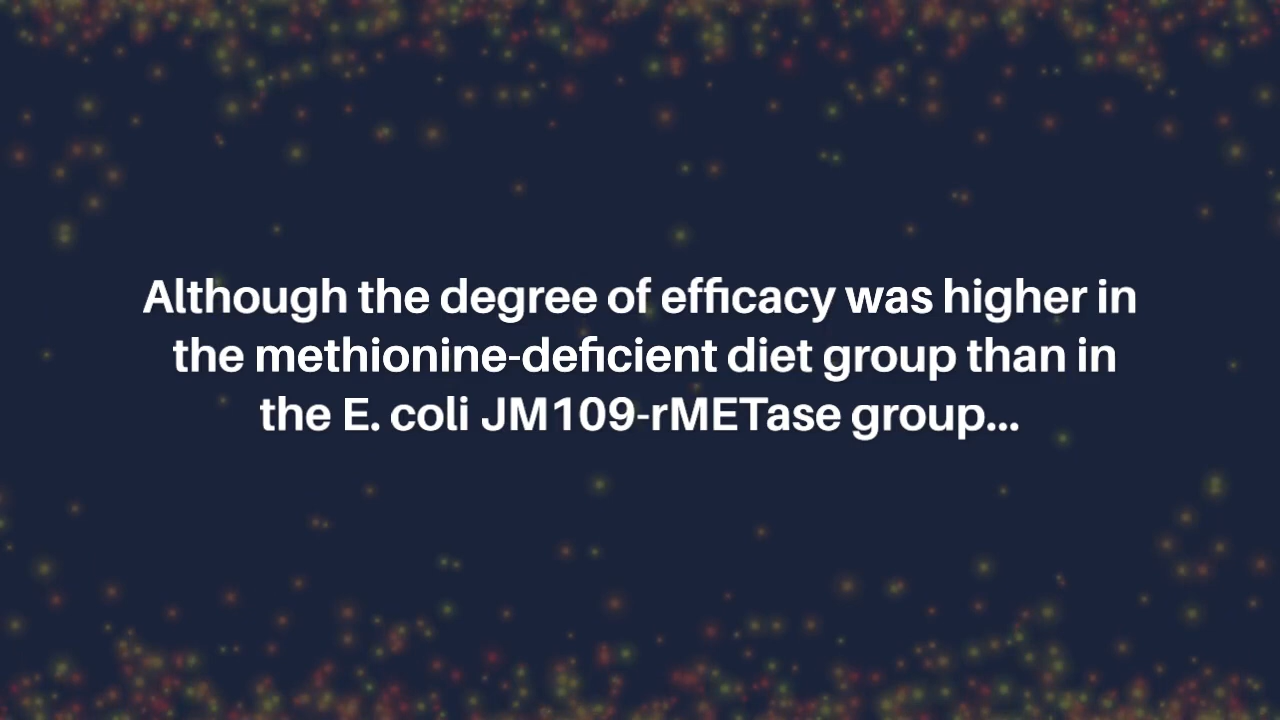 Although the degree of efficacy was higher in
the methionine-deficient diet group than in
the E. coli JM109-rMETase group...